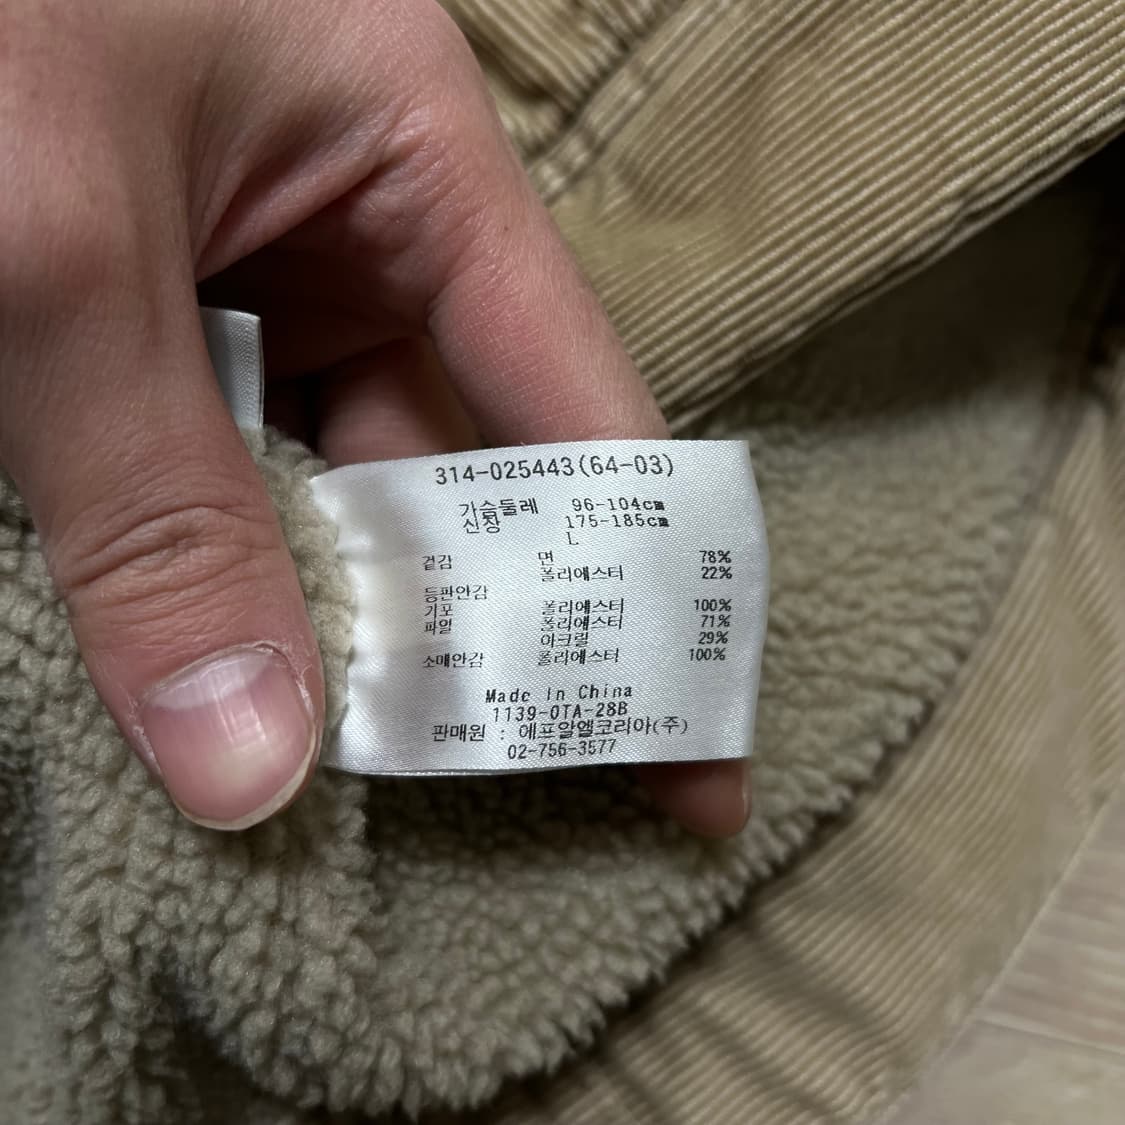 314-025443(64-03)
가슴둘레 96-104cm
신장 175-185cm
L
겉감 면 78%
폴리에스터 22%
등판안감
기포 폴리에스터 100%
파일 폴리에스터 71%
아크릴 29%
소매안감 폴리에스터 100%
Made In China
1139-OTA-28B
판매원 : 에프알엘코리아(주)
02-756-3577